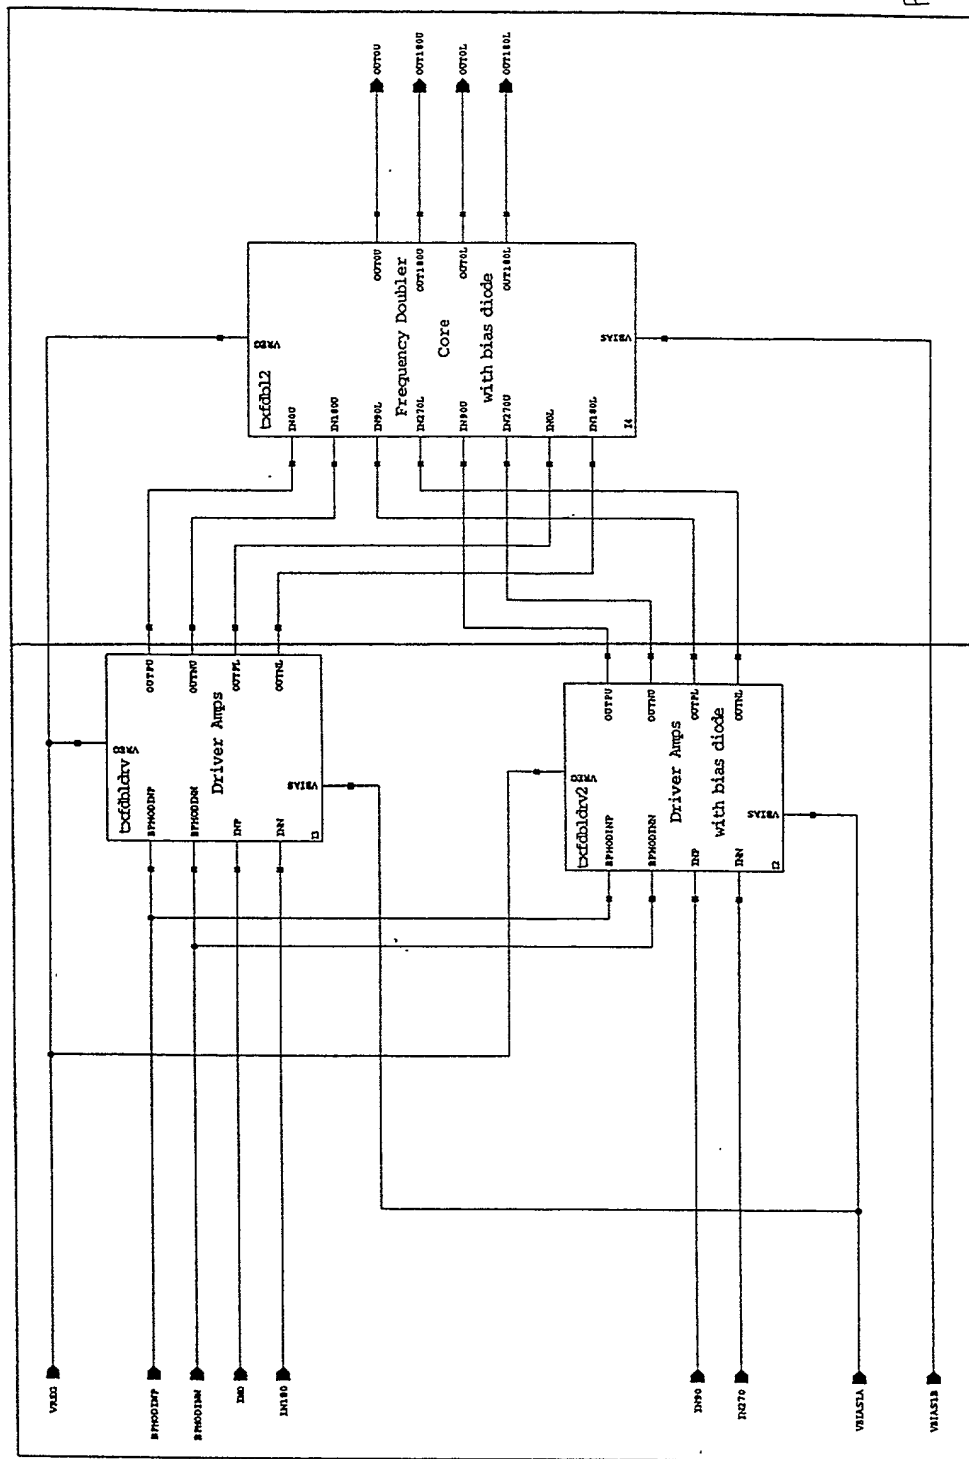 OUT0U
OUT180U
OUT0L
OUT180L
txfdbl2
VREG
OUT0U
OUT180U
OUT0L
OUT180L
Frequency Doubler
Core
with bias diode
VBIAS
IN0U
IN180U
IN90L
IN270L
IN90U
IN270U
IN0L
IN180L
I4
txfdbldrv
VREG
OUTPU
OUTNU
OUTPL
OUTNL
Driver Amps
VBIAS
BPMODINP
BPMODINN
INP
INN
I3
txfdbldrv2
VREG
OUTPU
OUTNU
OUTPL
OUTNL
Driver Amps
with bias diode
VBIAS
BPMODINP
BPMODINN
INP
INN
I2
VREG
BPMODINP
BPMODINN
IN0
IN180
IN90
IN270
VBIAS1A
VBIAS1B